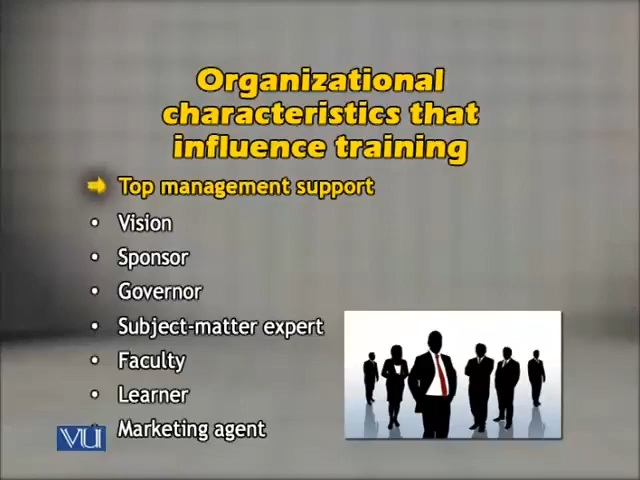 Organizational
characteristics that
influence training
Top management support
• Vision
• Sponsor
• Governor
• Subject-matter expert
• Faculty
• Learner
• Marketing agent
VU